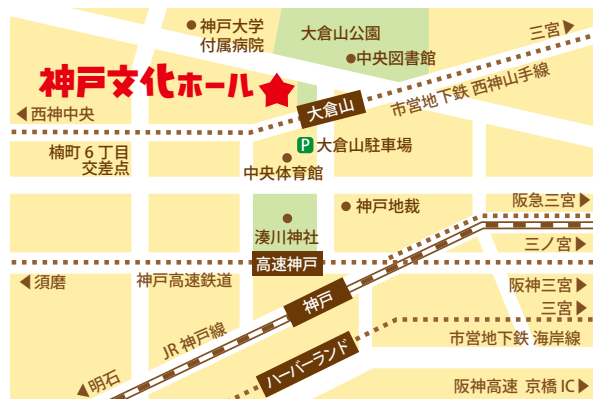 神戸大学
付属病院
大倉山公園
三宮▶
中央図書館
神戸文化ホール
大倉山
市営地下鉄 西神山手線
◀西神中央
楠町6丁目
交差点
P 大倉山駐車場
中央体育館
神戸地裁
阪急三宮▶
湊川神社
三ノ宮▶
高速神戸
◀須磨
神戸高速鉄道
阪神三宮▶
神戸
三宮▶
JR神戸線
市営地下鉄 海岸線
ハーバーランド
◀明石
阪神高速 京橋IC▶